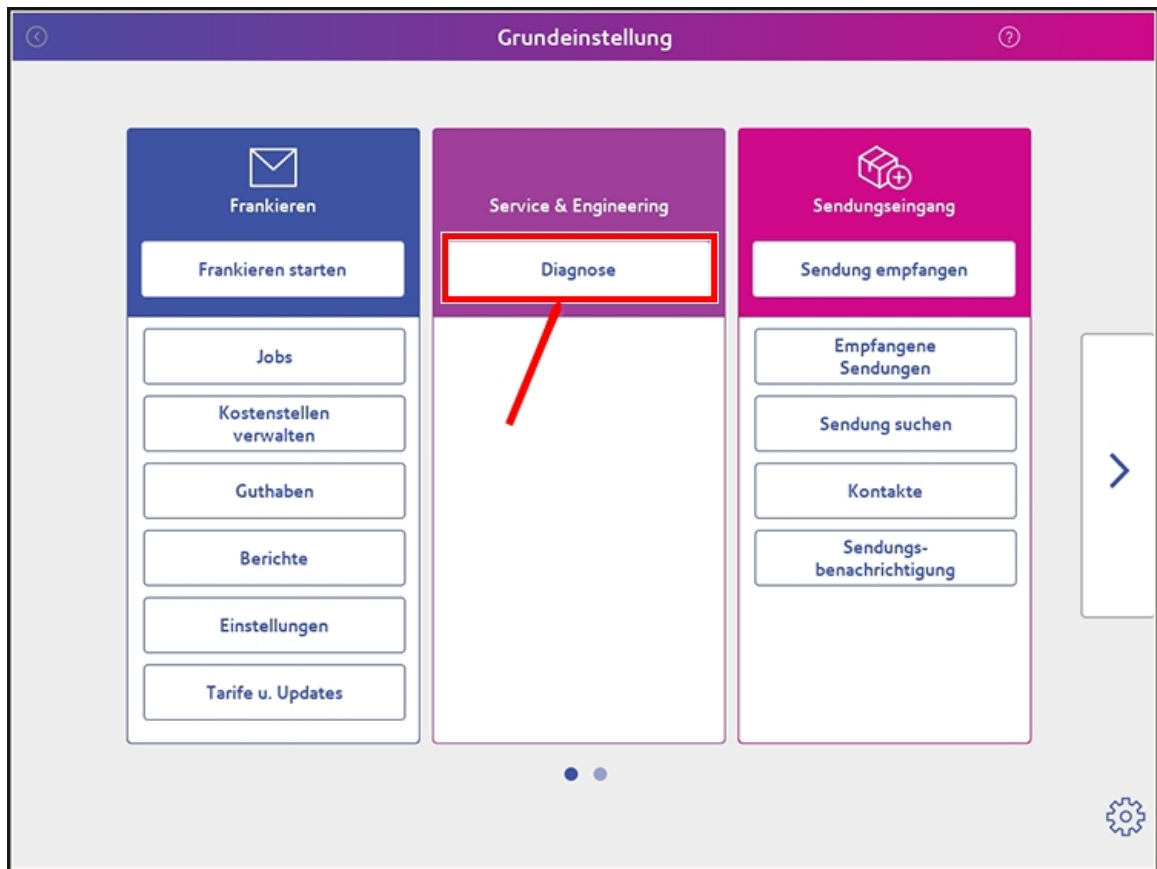 Grundeinstellung
Frankieren
Frankieren starten
Jobs
Kostenstellen
verwalten
Guthaben
Berichte
Einstellungen
Tarife u. Updates
Service & Engineering
Diagnose
Sendungseingang
Sendung empfangen
Empfangene
Sendungen
Sendung suchen
Kontakte
Sendungs-
benachrichtigung